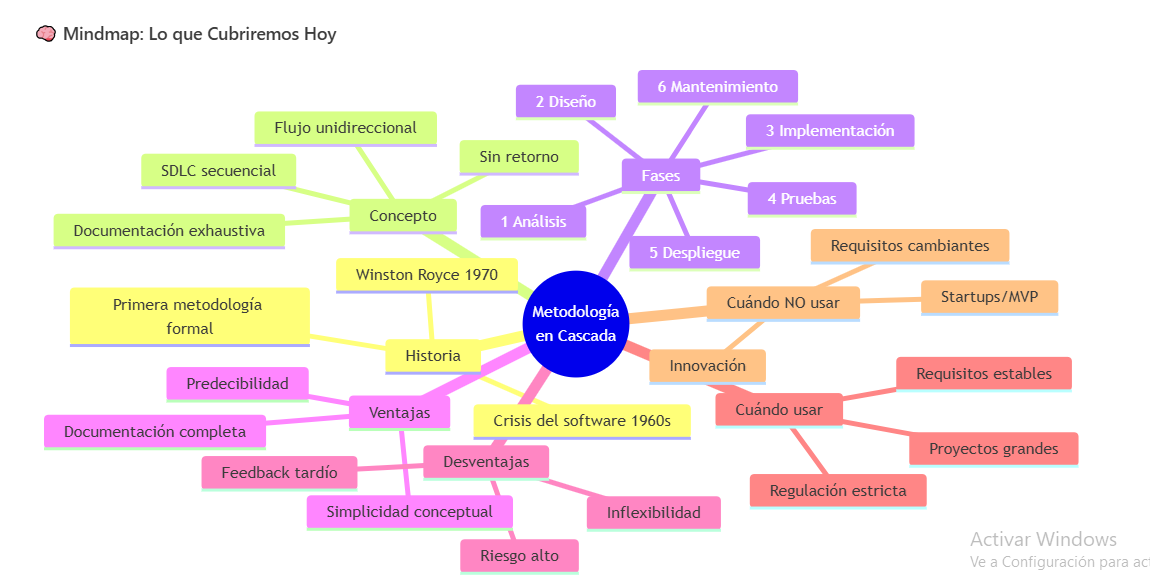 🧠 Mindmap: Lo que Cubriremos Hoy
Metodología
en Cascada
Concepto
Documentación exhaustiva
SDLC secuencial
Flujo unidireccional
Sin retorno
Fases
1 Análisis
2 Diseño
6 Mantenimiento
3 Implementación
4 Pruebas
5 Despliegue
Cuándo NO usar
Requisitos cambiantes
Startups/MVP
Innovación
Cuándo usar
Requisitos estables
Proyectos grandes
Regulación estricta
Historia
Winston Royce 1970
Primera metodología
formal
Crisis del software 1960s
Ventajas
Predecibilidad
Documentación completa
Simplicidad conceptual
Desventajas
Feedback tardío
Riesgo alto
Inflexibilidad
Activar Windows
Ve a Configuración para act